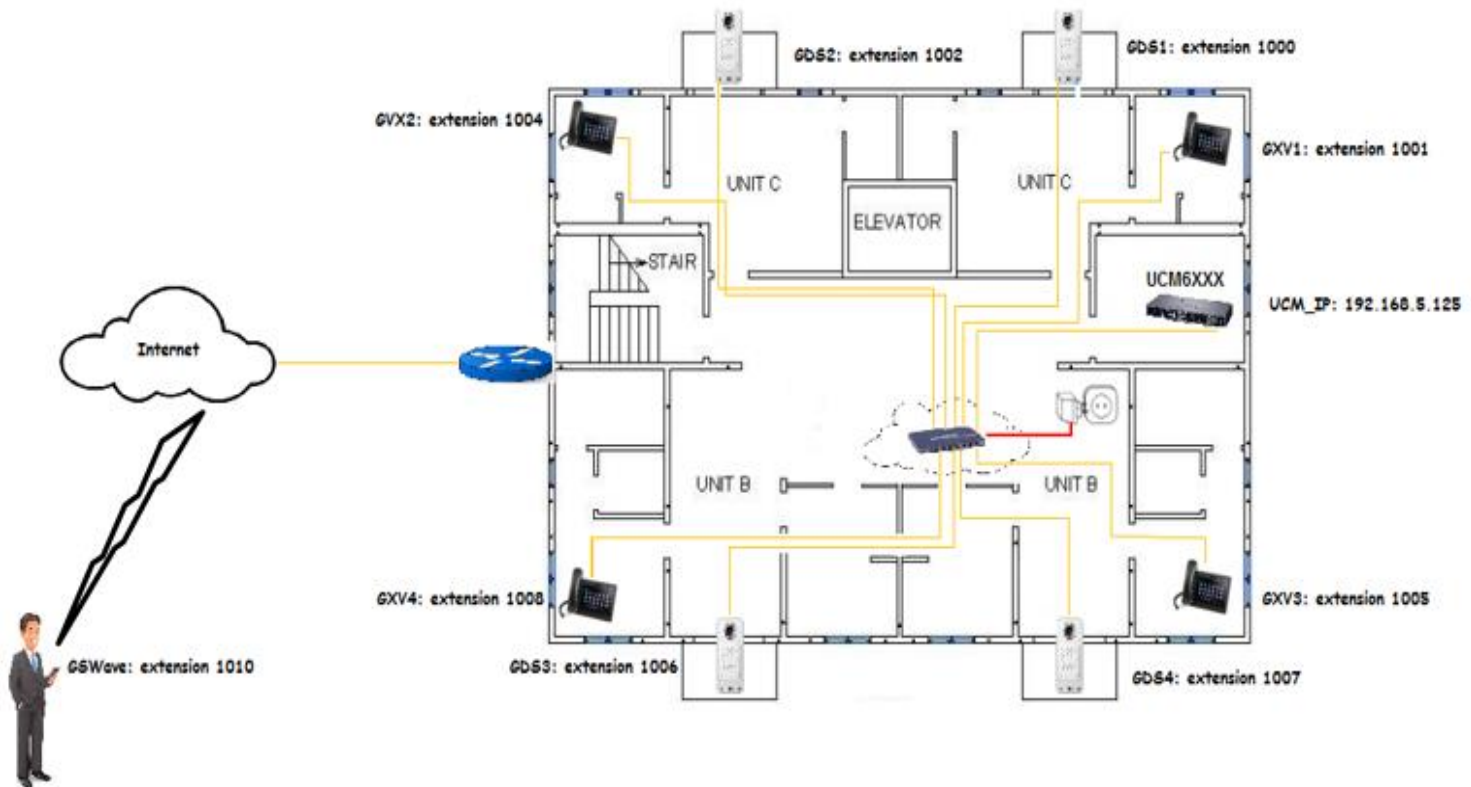 GDS2: extension 1002
GDS1: extension 1000
GVX2: extension 1004
GXV1: extension 1001
UNIT C
UNIT C
ELEVATOR
STAIR
UCM6XXX
UCM_IP: 192.168.5.125
Internet
UNIT B
UNIT B
GXV4: extension 1008
GXV3: extension 1005
GSWave: extension 1010
GDS3: extension 1006
GDS4: extension 1007